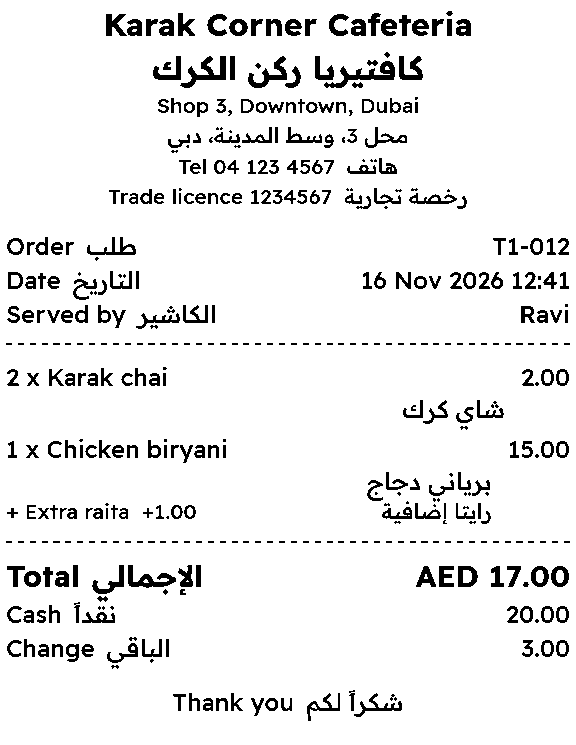 Karak Corner Cafeteria
كافتيريا ركن الكرك
Shop 3, Downtown, Dubai
محل 3، وسط المدينة، دبي
Tel 04 123 4567 هاتف
Trade licence 1234567 رخصة تجارية
Order طلب T1-012
Date التاريخ 16 Nov 2026 12:41
Served by الكاشير Ravi
2 x Karak chai 2.00
شاي كرك
1 x Chicken biryani 15.00
برياني دجاج
+ Extra raita +1.00 رايتا إضافية
Total الإجمالي AED 17.00
Cash نقداً 20.00
Change الباقي 3.00
Thank you شكراً لكم